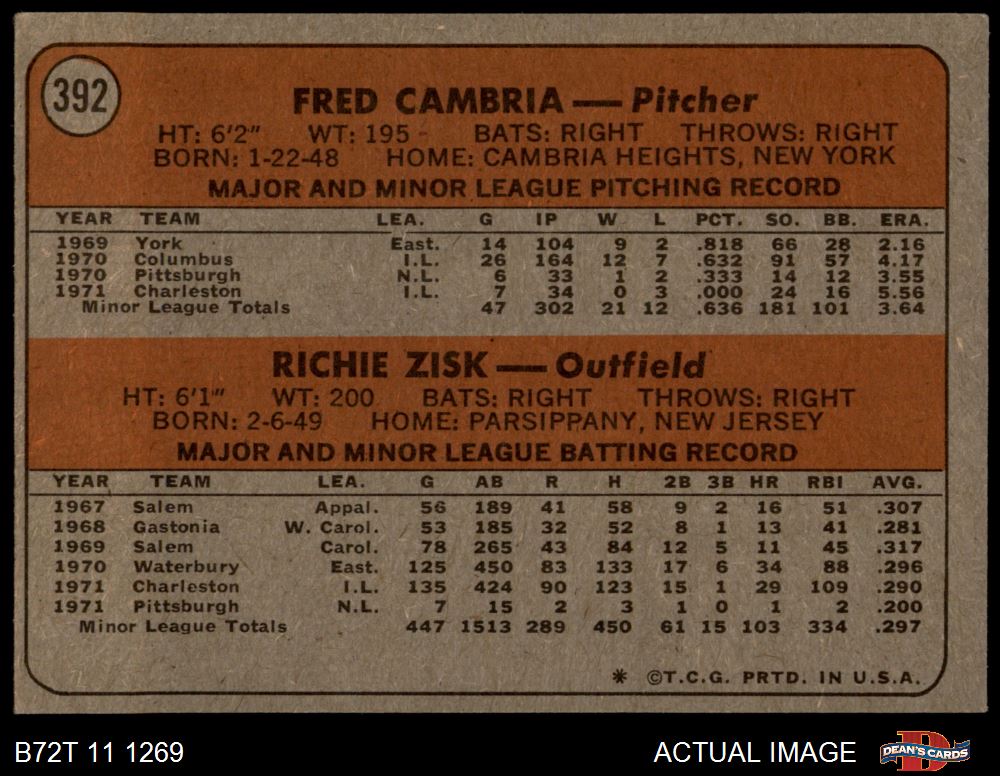 392
FRED CAMBRIA — Pitcher
HT: 6'2" WT: 195 BATS: RIGHT THROWS: RIGHT
BORN: 1-22-48 HOME: CAMBRIA HEIGHTS, NEW YORK
MAJOR AND MINOR LEAGUE PITCHING RECORD
YEAR TEAM LEA. G IP W L PCT. SO. BB. ERA.
1969 York East. 14 104 9 2 .818 66 28 2.16
1970 Columbus I.L. 26 164 12 7 .632 91 57 4.17
1970 Pittsburgh N.L. 6 33 1 2 .333 14 12 3.55
1971 Charleston I.L. 7 34 0 3 .000 24 16 5.56
Minor League Totals 47 302 21 12 .636 181 101 3.64
RICHIE ZISK — Outfield
HT: 6'1" WT: 200 BATS: RIGHT THROWS: RIGHT
BORN: 2-6-49 HOME: PARSIPPANY, NEW JERSEY
MAJOR AND MINOR LEAGUE BATTING RECORD
YEAR TEAM LEA. G AB R H 2B 3B HR RBI AVG.
1967 Salem Appal. 56 189 41 58 9 2 16 51 .307
1968 Gastonia W. Carol. 53 185 32 52 8 1 13 41 .281
1969 Salem Carol. 78 265 43 84 12 5 11 45 .317
1970 Waterbury East. 125 450 83 133 17 6 34 88 .296
1971 Charleston I.L. 135 424 90 123 15 1 29 109 .290
1971 Pittsburgh N.L. 7 15 2 3 1 0 1 2 .200
Minor League Totals 447 1513 289 450 61 15 103 334 .297
* ©T.C.G. PRTD. IN U.S.A.
B72T 11 1269
ACTUAL IMAGE
D
DEAN'S CARDS